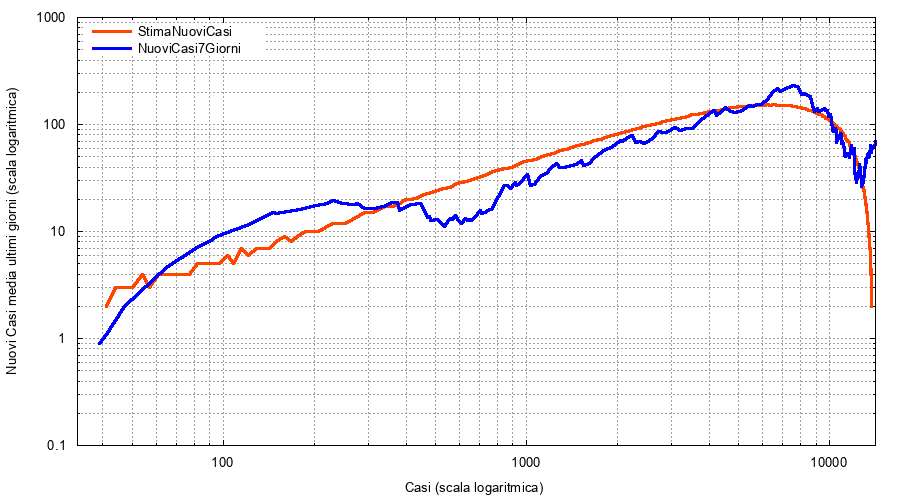 1000
StimaNuoviCasi
NuoviCasi7Giorni
100
10
1
0.1
Nuovi Casi media ultimi giorni (scala logaritmica)
100
1000
10000
Casi (scala logaritmica)